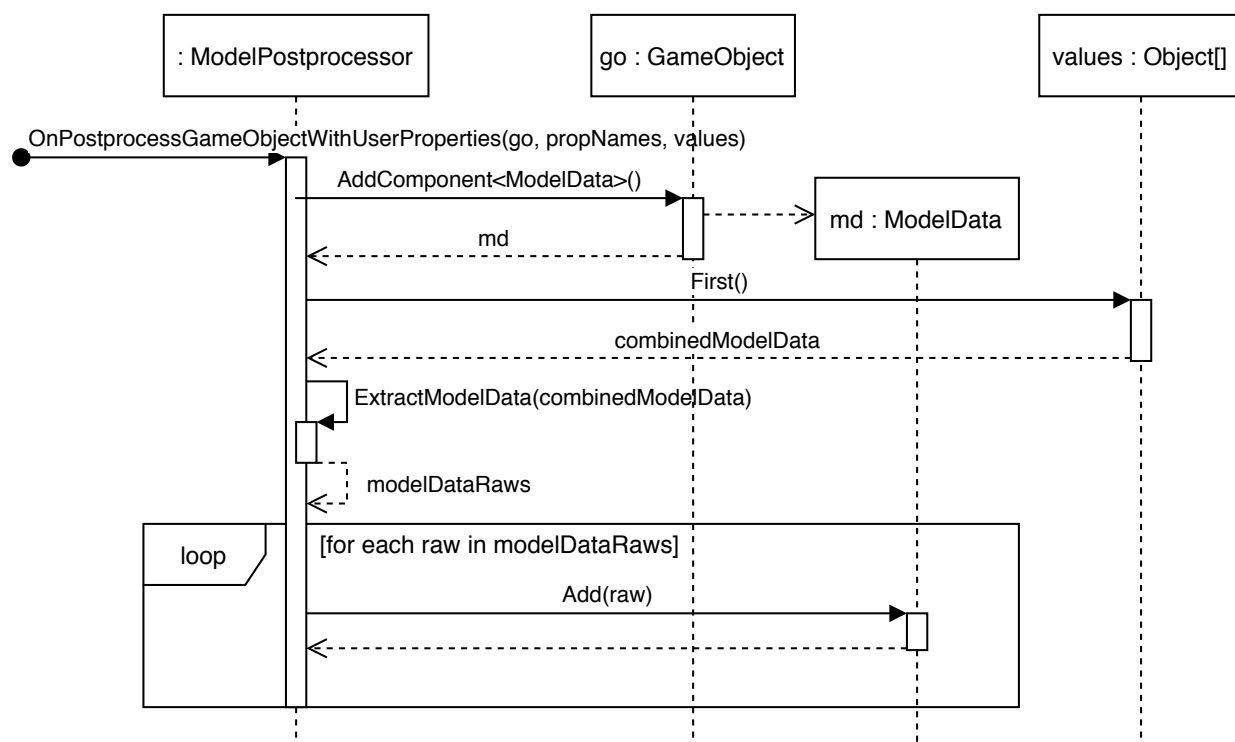 : ModelPostprocessor
go : GameObject
values : Object[]
OnPostprocessGameObjectWithUserProperties(go, propNames, values)
AddComponent<ModelData>()
md : ModelData
md
First()
combinedModelData
ExtractModelData(combinedModelData)
modelDataRaws
loop
[for each raw in modelDataRaws]
Add(raw)